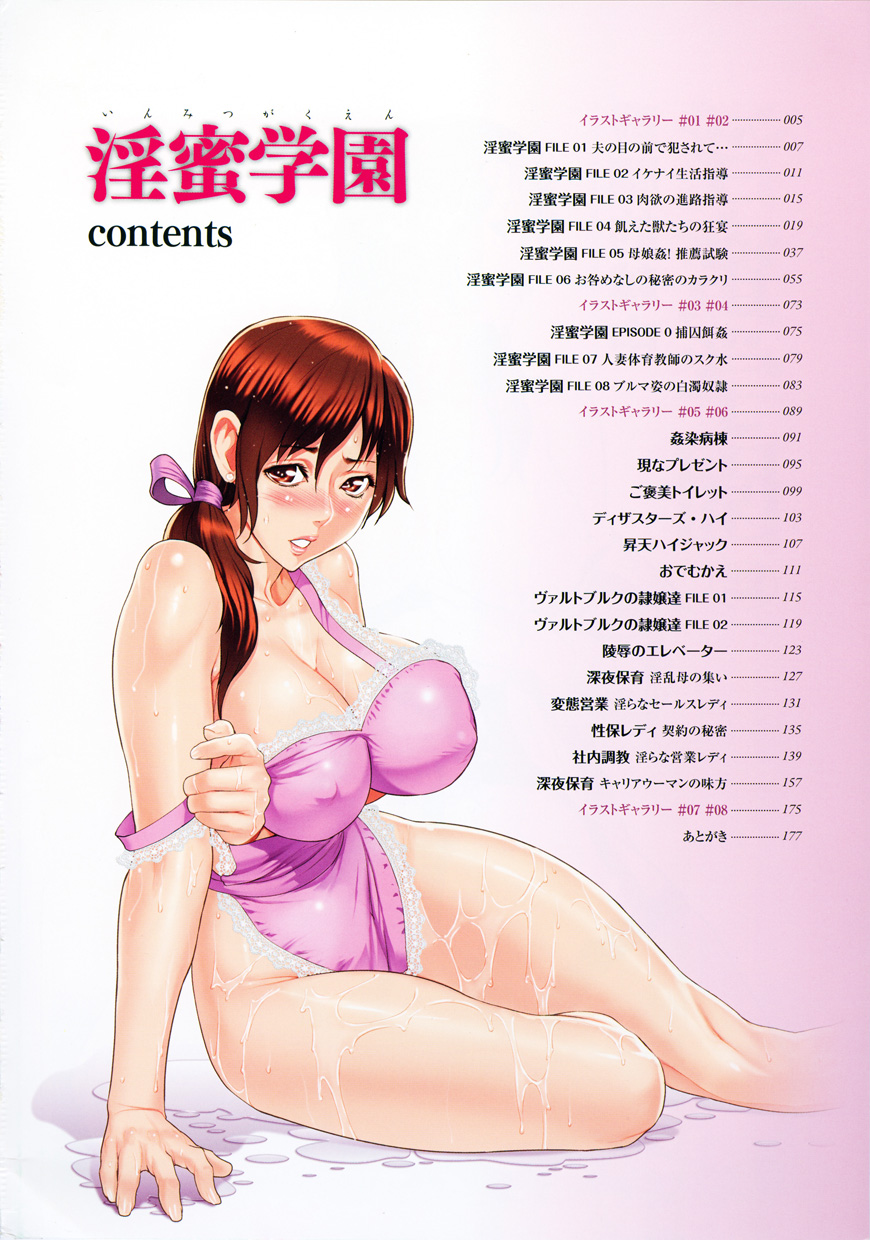 いんみつがくえん
淫蜜学園
contents
イラストギャラリー #01 #02 ………………… 005
淫蜜学園 FILE 01 夫の目の前で犯されて… ………………… 007
淫蜜学園 FILE 02 イケナイ生活指導 ………………… 011
淫蜜学園 FILE 03 肉欲の進路指導 ………………… 015
淫蜜学園 FILE 04 飢えた獣たちの狂宴 ………………… 019
淫蜜学園 FILE 05 母娘姦! 推薦試験 ………………… 037
淫蜜学園 FILE 06 お咎めなしの秘密のカラクリ ………………… 055
イラストギャラリー #03 #04 ………………… 073
淫蜜学園 EPISODE 0 捕囚餌姦 ………………… 075
淫蜜学園 FILE 07 人妻体育教師のスク水 ………………… 079
淫蜜学園 FILE 08 ブルマ姿の白濁奴隷 ………………… 083
イラストギャラリー #05 #06 ………………… 089
姦染病棟 ………………… 091
現なプレゼント ………………… 095
ご褒美トイレット ………………… 099
ディザスターズ・ハイ ………………… 103
昇天ハイジャック ………………… 107
おでむかえ ………………… 111
ヴァルトブルクの隷嬢達 FILE 01 ………………… 115
ヴァルトブルクの隷嬢達 FILE 02 ………………… 119
陵辱のエレベーター ………………… 123
深夜保育 淫乱母の集い ………………… 127
変態営業 淫らなセールスレディ ………………… 131
性保レディ 契約の秘密 ………………… 135
社内調教 淫らな営業レディ ………………… 139
深夜保育 キャリアウーマンの味方 ………………… 157
イラストギャラリー #07 #08 ………………… 175
あとがき ………………… 177